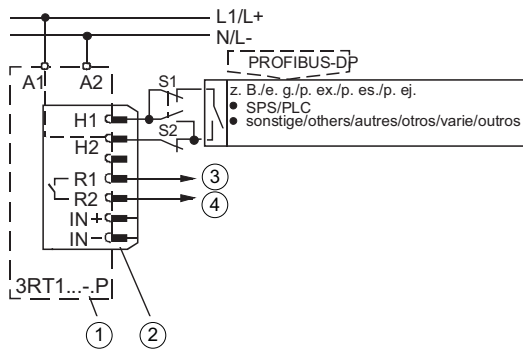 L1/L+
N/L-
PROFIBUS-DP
A1 A2
S1
z. B./e. g./p. ex./p. es./p. ej.
● SPS/PLC
● sonstige/others/autres/otros/varie/outros
H1
S2
H2
R1
3
R2
4
IN+
IN-
3RT1...-.P
1
2